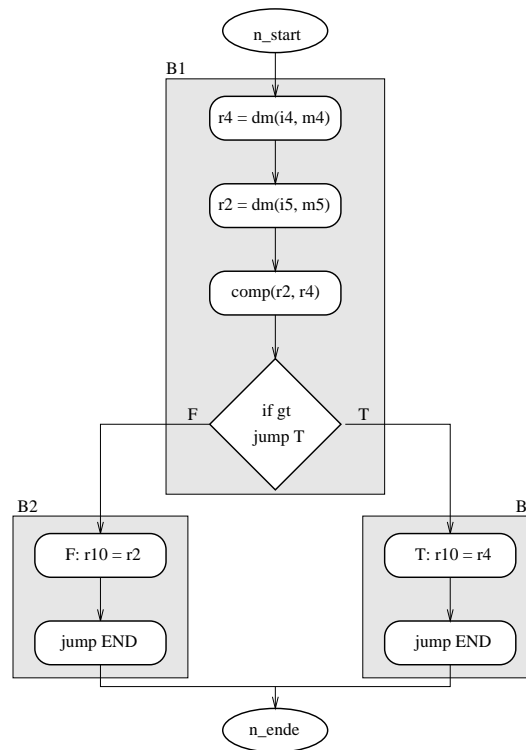 n_start
B1
r4 = dm(i4, m4)
r2 = dm(i5, m5)
comp(r2, r4)
F
if gt
jump T
T
B2
B
F: r10 = r2
T: r10 = r4
jump END
jump END
n_ende